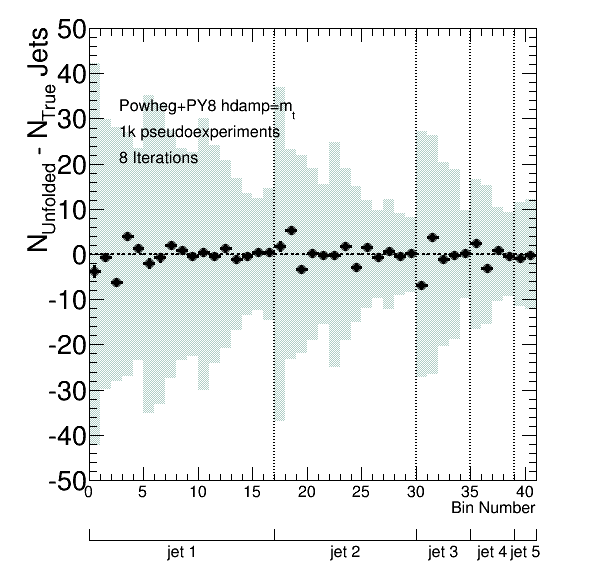 N_Unfolded - N_True Jets
50
40
30
20
10
0
-10
-20
-30
-40
-50
Powheg+PY8 hdamp=m_t
1k pseudoexperiments
8 Iterations
0 5 10 15 20 25 30 35 40
Bin Number
jet 1 jet 2 jet 3 jet 4 jet 5